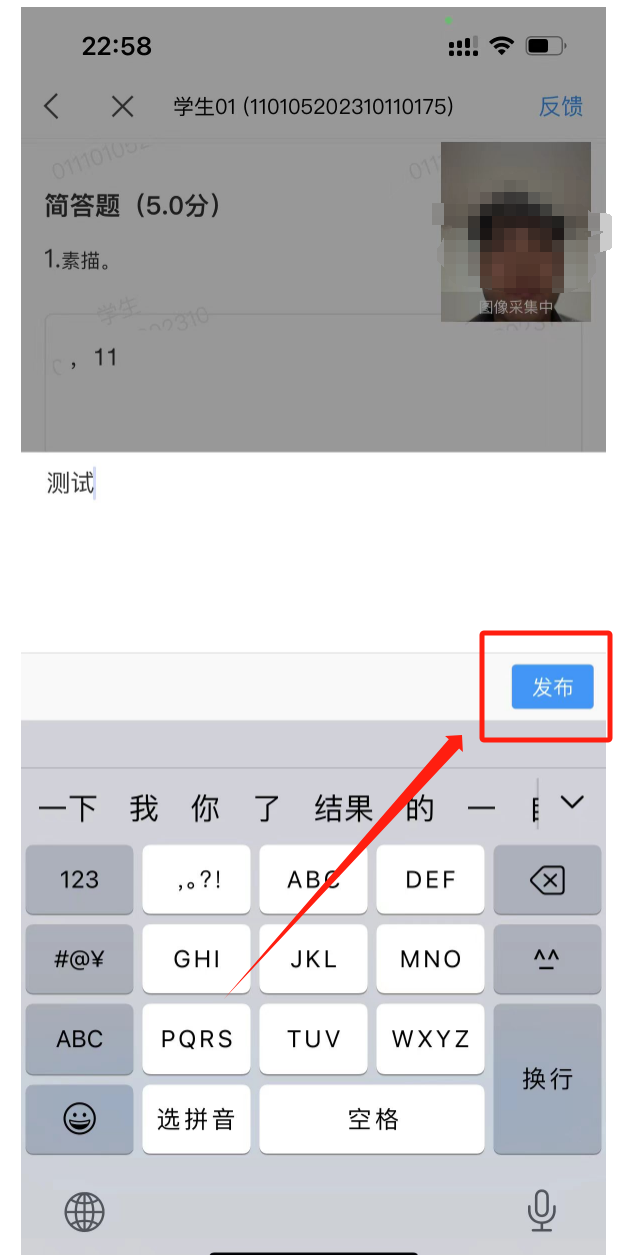 22:58
学生01 (110105202310110175)
反馈
简答题（5.0分）
1.素描。
图像采集中
学生
，11
测试
发布
一下 我 你 了 结果 的 一
123
,。?!
ABC
DEF
#@¥
GHI
JKL
MNO
^^
ABC
PQRS
TUV
WXYZ
换行
选拼音
空格